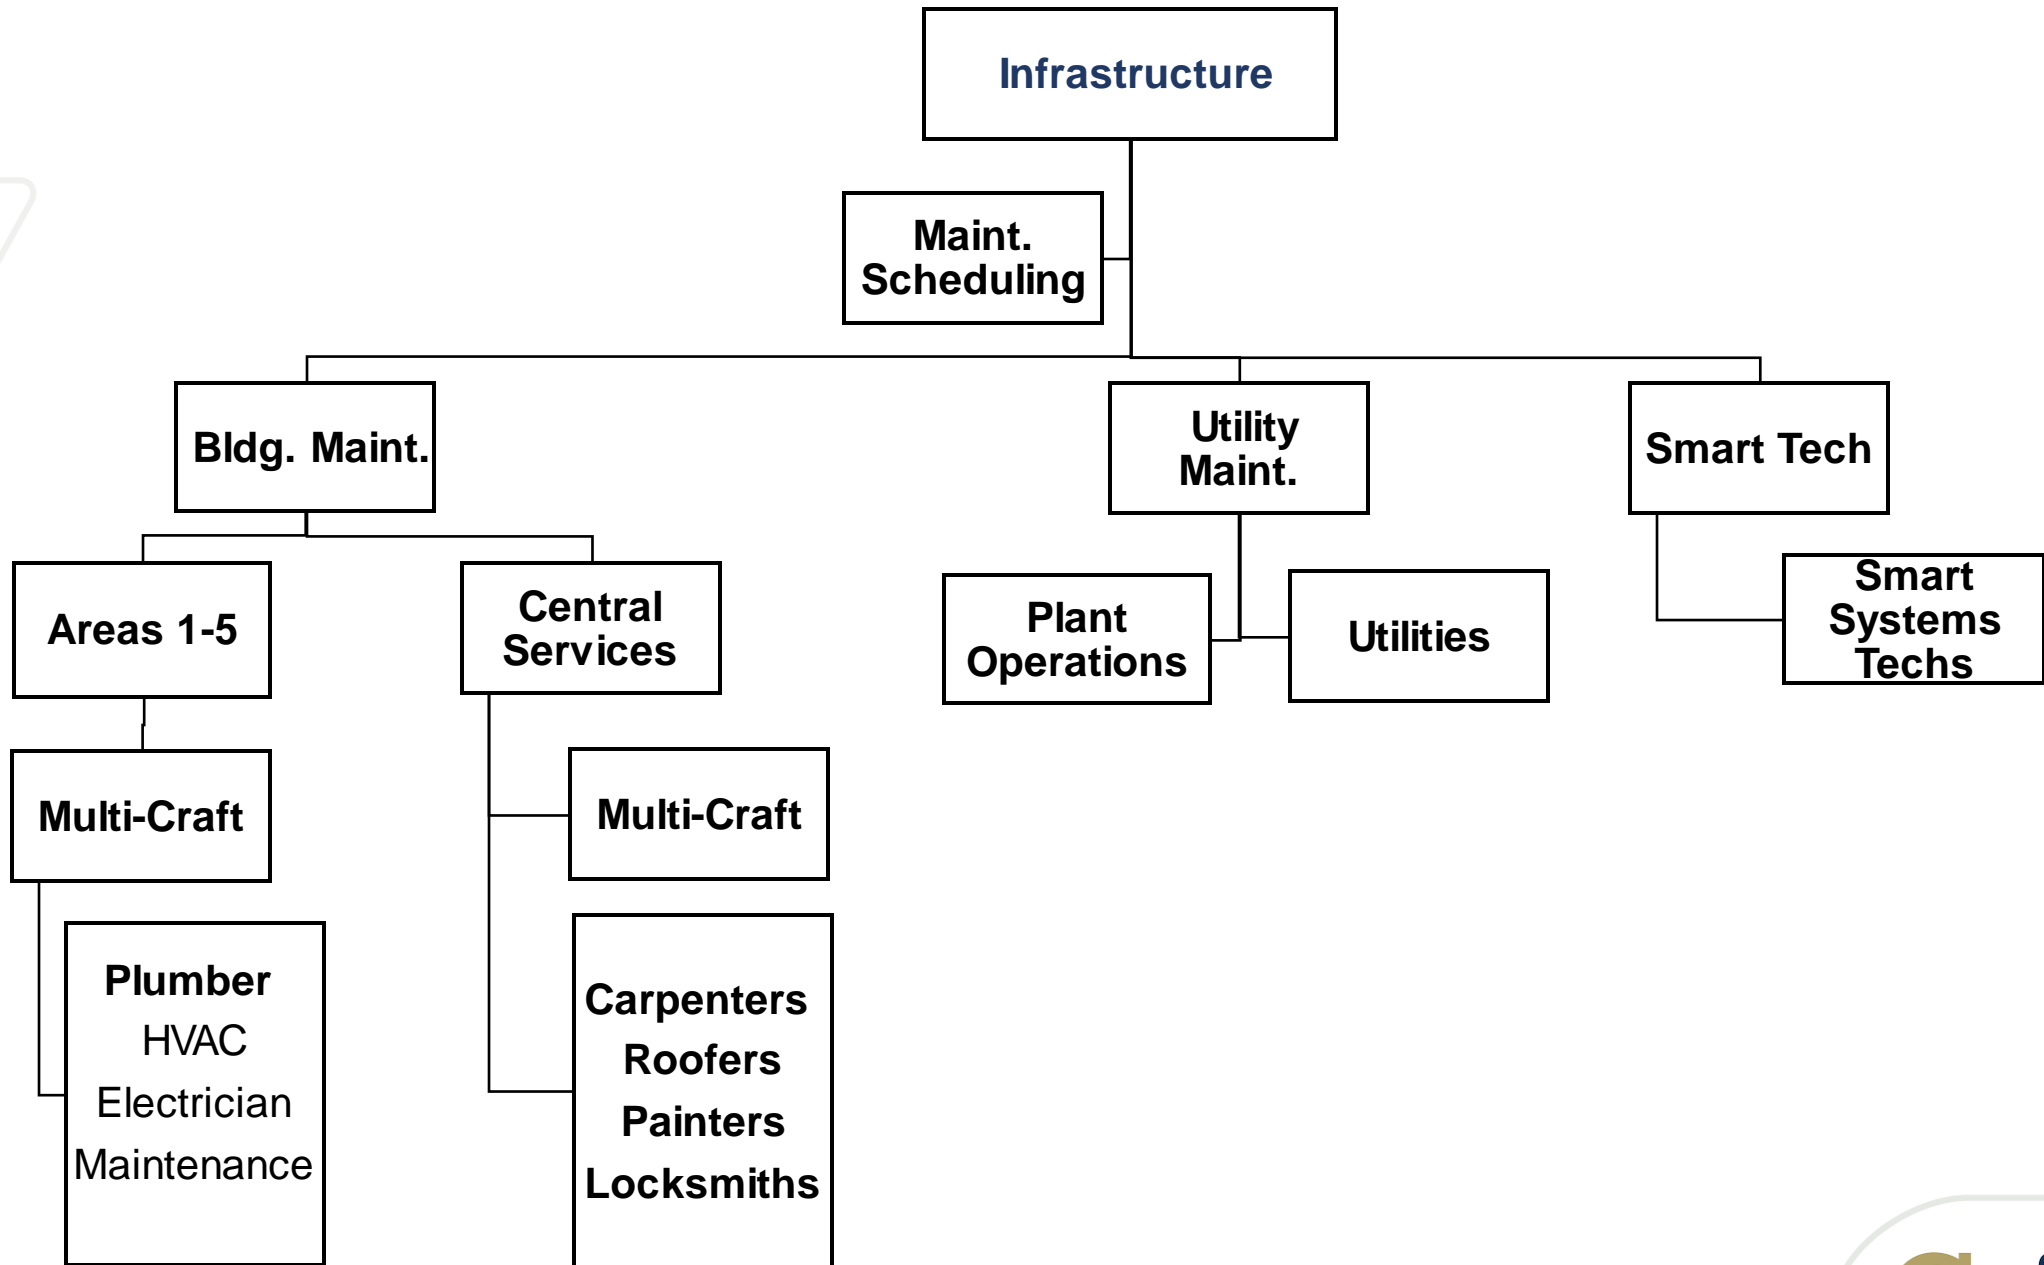 Infrastructure
Maint.
Scheduling
Bldg. Maint.
Utility
Maint.
Smart Tech
Areas 1-5
Central
Services
Plant
Operations
Utilities
Smart
Systems
Techs
Multi-Craft
Multi-Craft
Plumber
HVAC
Electrician
Maintenance
Carpenters
Roofers
Painters
Locksmiths